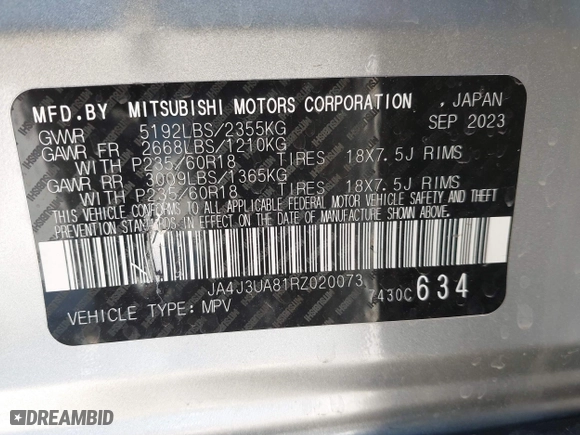 MFD.BY MITSUBISHI MOTORS CORPORATION , JAPAN
SEP 2023
GWWR 5192LBS/2355KG
GAWR FR 2668LBS/1210KG
WITH P235/60R18 TIRES 18X7.5J RIMS
GAWR RR 3009LBS/1365KG
WITH P235/60R18 TIRES 18X7.5J RIMS
THIS VEHICLE CONFORMS TO ALL APPLICABLE FEDERAL MOTOR VEHICLE SAFETY AND THEFT
PREVENTION STANDARDS IN EFFECT ON THE DATE OF MANUFACTURE SHOWN ABOVE.
JA4J3UA81RZ020073
7430C 634
VEHICLE TYPE: MPV
DREAMBID